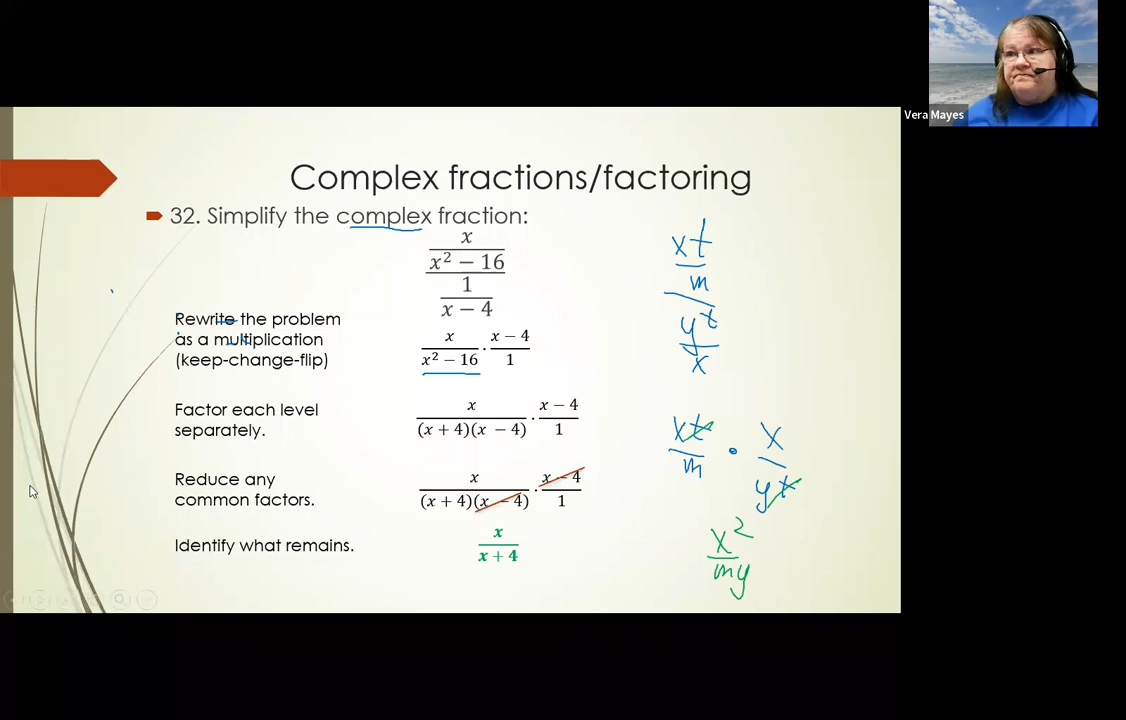 Vera Mayes
Complex fractions/factoring
32. Simplify the complex fraction:
x
x² − 16
1
x − 4
Rewrite the problem
as a multiplication
(keep-change-flip)
x/(x² − 16) · (x − 4)/1
Factor each level
separately.
x/((x + 4)(x − 4)) · (x − 4)/1
Reduce any
common factors.
x/((x + 4)(x − 4)) · (x − 4)/1
Identify what remains.
x/(x + 4)
xt
m
yt
x
xt/m · x/yt
x²
my